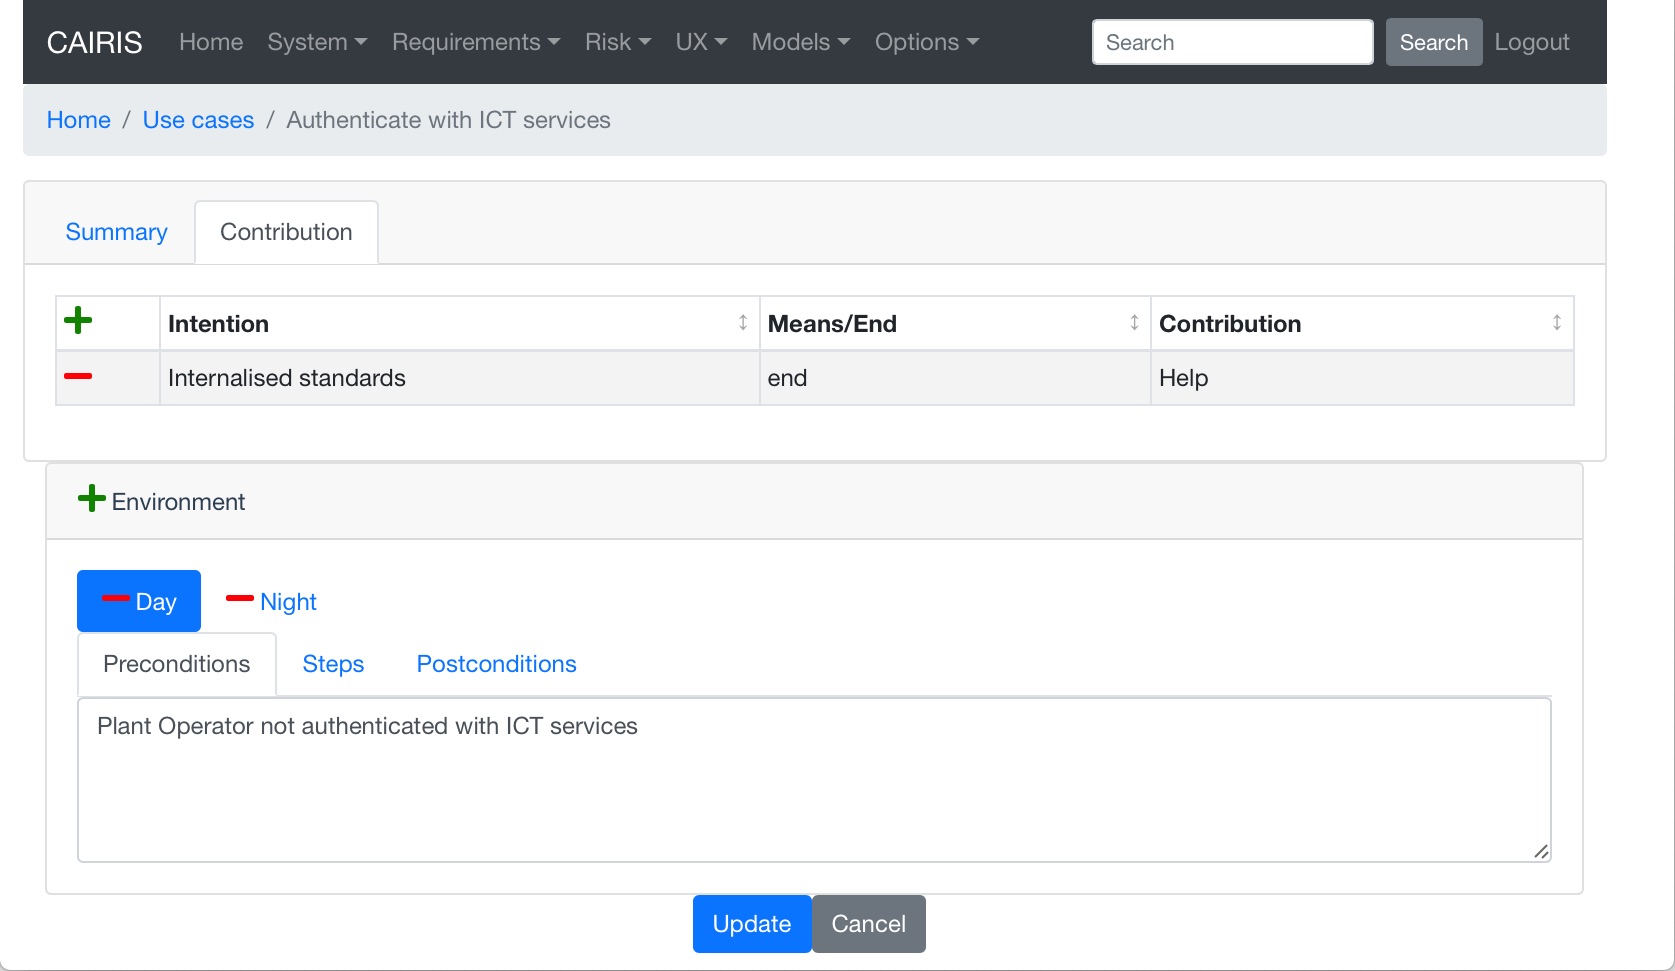 CAIRIS Home System Requirements Risk UX Models Options Search Search Logout
Home / Use cases / Authenticate with ICT services
Summary Contribution
Intention Means/End Contribution
Internalised standards end Help
Environment
Day Night
Preconditions Steps Postconditions
Plant Operator not authenticated with ICT services
Update Cancel